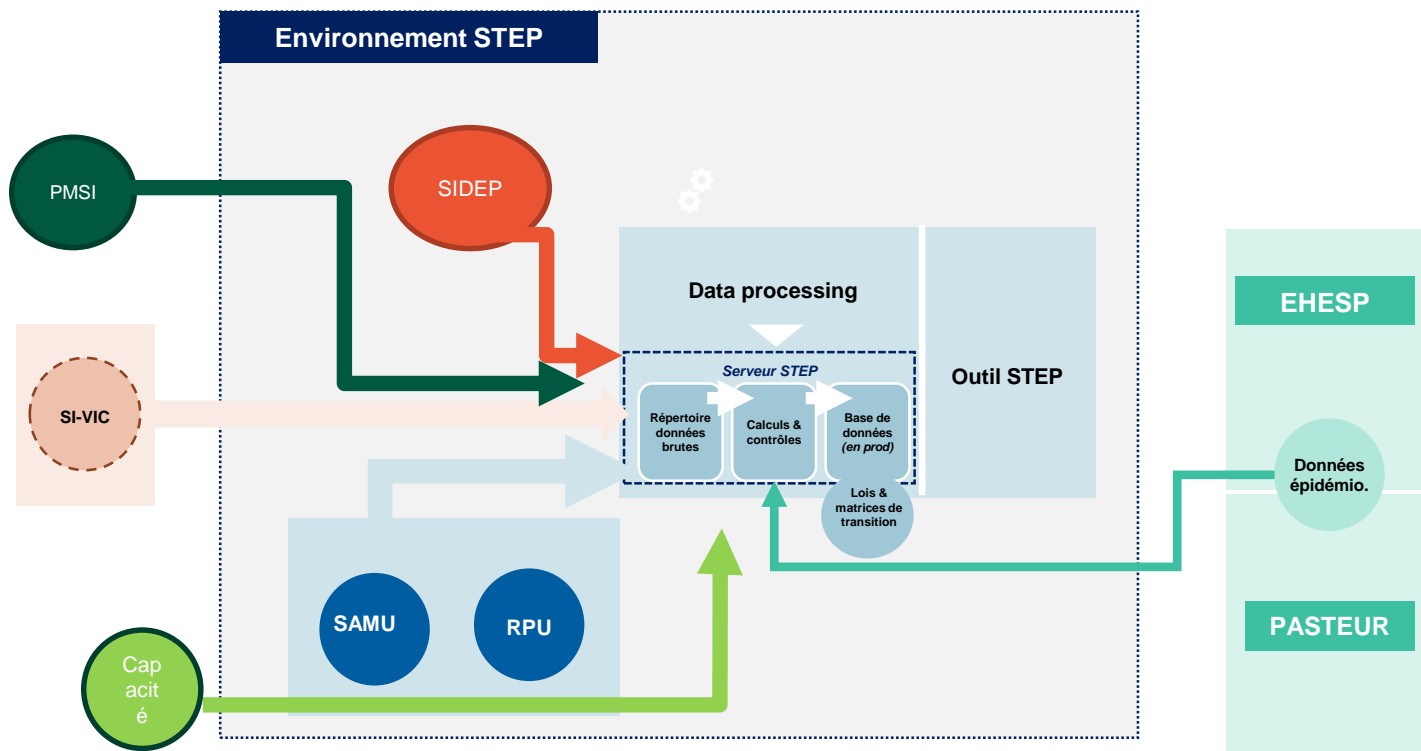 Environnement STEP
PMSI
SIDEP
Data processing
EHESP
Serveur STEP
Outil STEP
SI-VIC
Répertoire
données
brutes
Calculs &
contrôles
Base de
données
(en prod)
Données
épidémio.
Lois &
matrices de
transition
SAMU
RPU
PASTEUR
Cap
acit
é